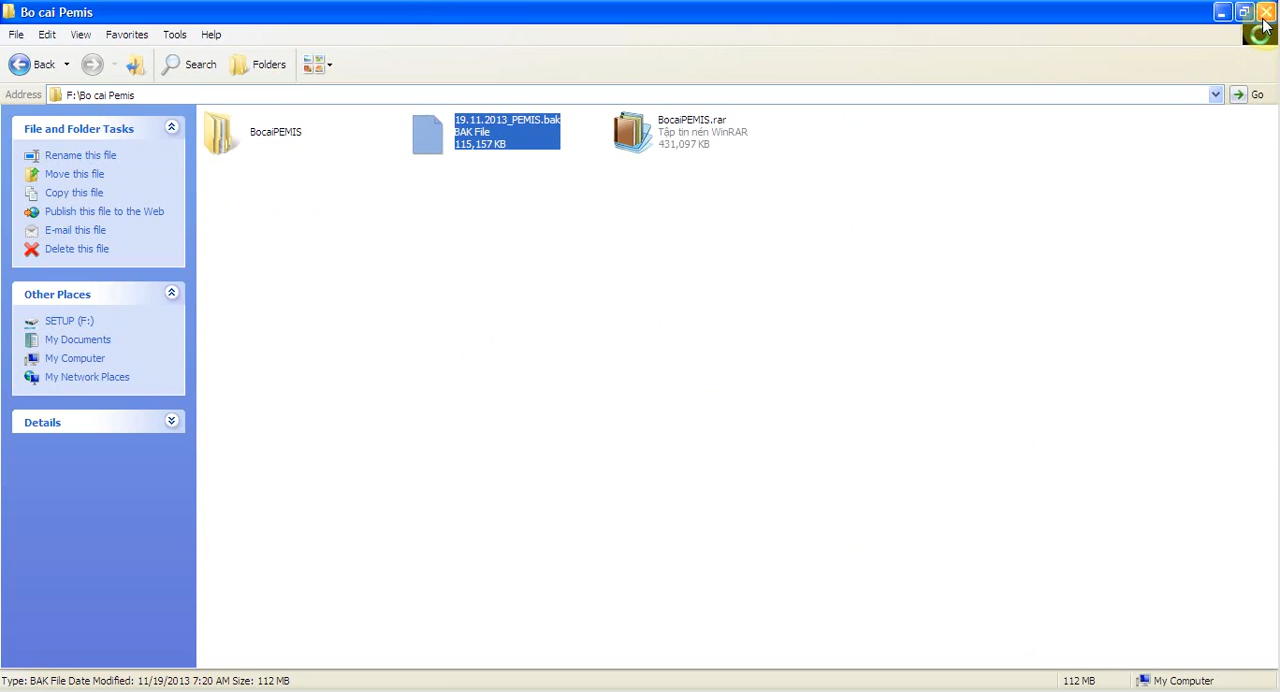 Bo cai Pemis
File Edit View Favorites Tools Help
Back Search Folders
Address F:\Bo cai Pemis Go
File and Folder Tasks
Rename this file
Move this file
Copy this file
Publish this file to the Web
E-mail this file
Delete this file
Other Places
SETUP (F:)
My Documents
My Computer
My Network Places
Details
BocaiPEMIS
19.11.2013_PEMIS.bak
BAK File
115,157 KB
BocaiPEMIS.rar
Tập tin nén WinRAR
431,097 KB
Type: BAK File Date Modified: 11/19/2013 7:20 AM Size: 112 MB 112 MB My Computer